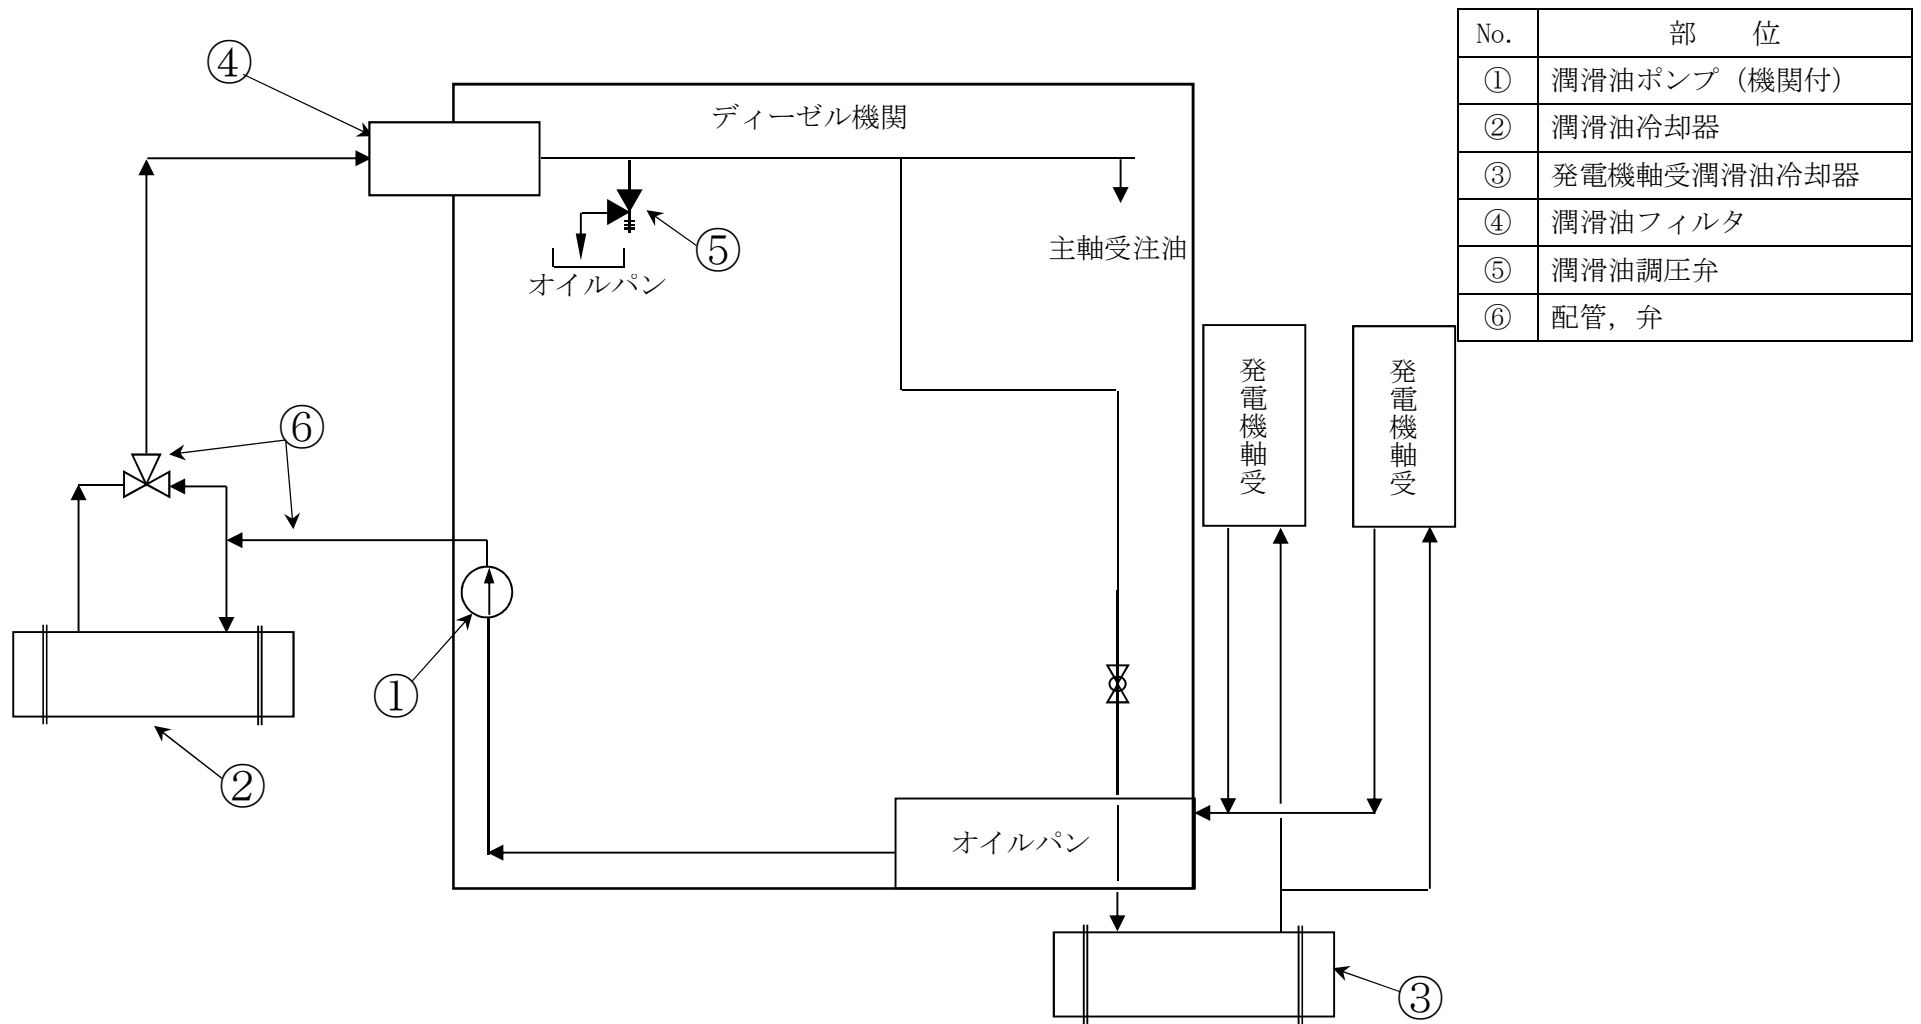 No. 部 位
① 潤滑油ポンプ（機関付）
② 潤滑油冷却器
③ 発電機軸受潤滑油冷却器
④ 潤滑油フィルタ
⑤ 潤滑油調圧弁
⑥ 配管，弁
④
ディーゼル機関
⑤
主軸受注油
オイルパン
発電機軸受
発電機軸受
⑥
①
②
オイルパン
③